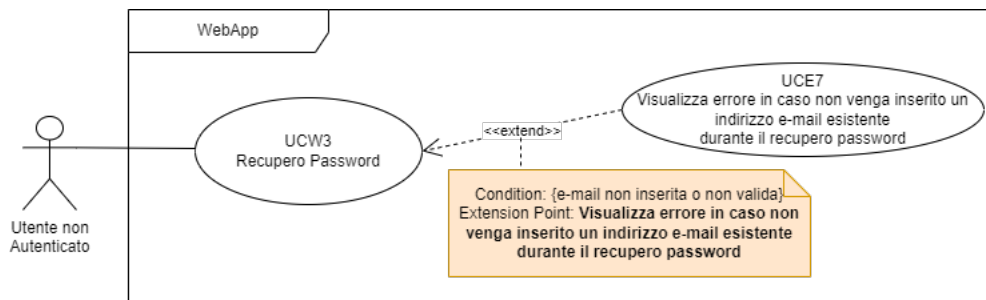 WebApp
UCE7
Visualizza errore in caso non venga inserito un
indirizzo e-mail esistente
durante il recupero password
<<extend>>
UCW3
Recupero Password
Condition: {e-mail non inserita o non valida}
Extension Point: Visualizza errore in caso non
venga inserito un indirizzo e-mail esistente
durante il recupero password
Utente non
Autenticato